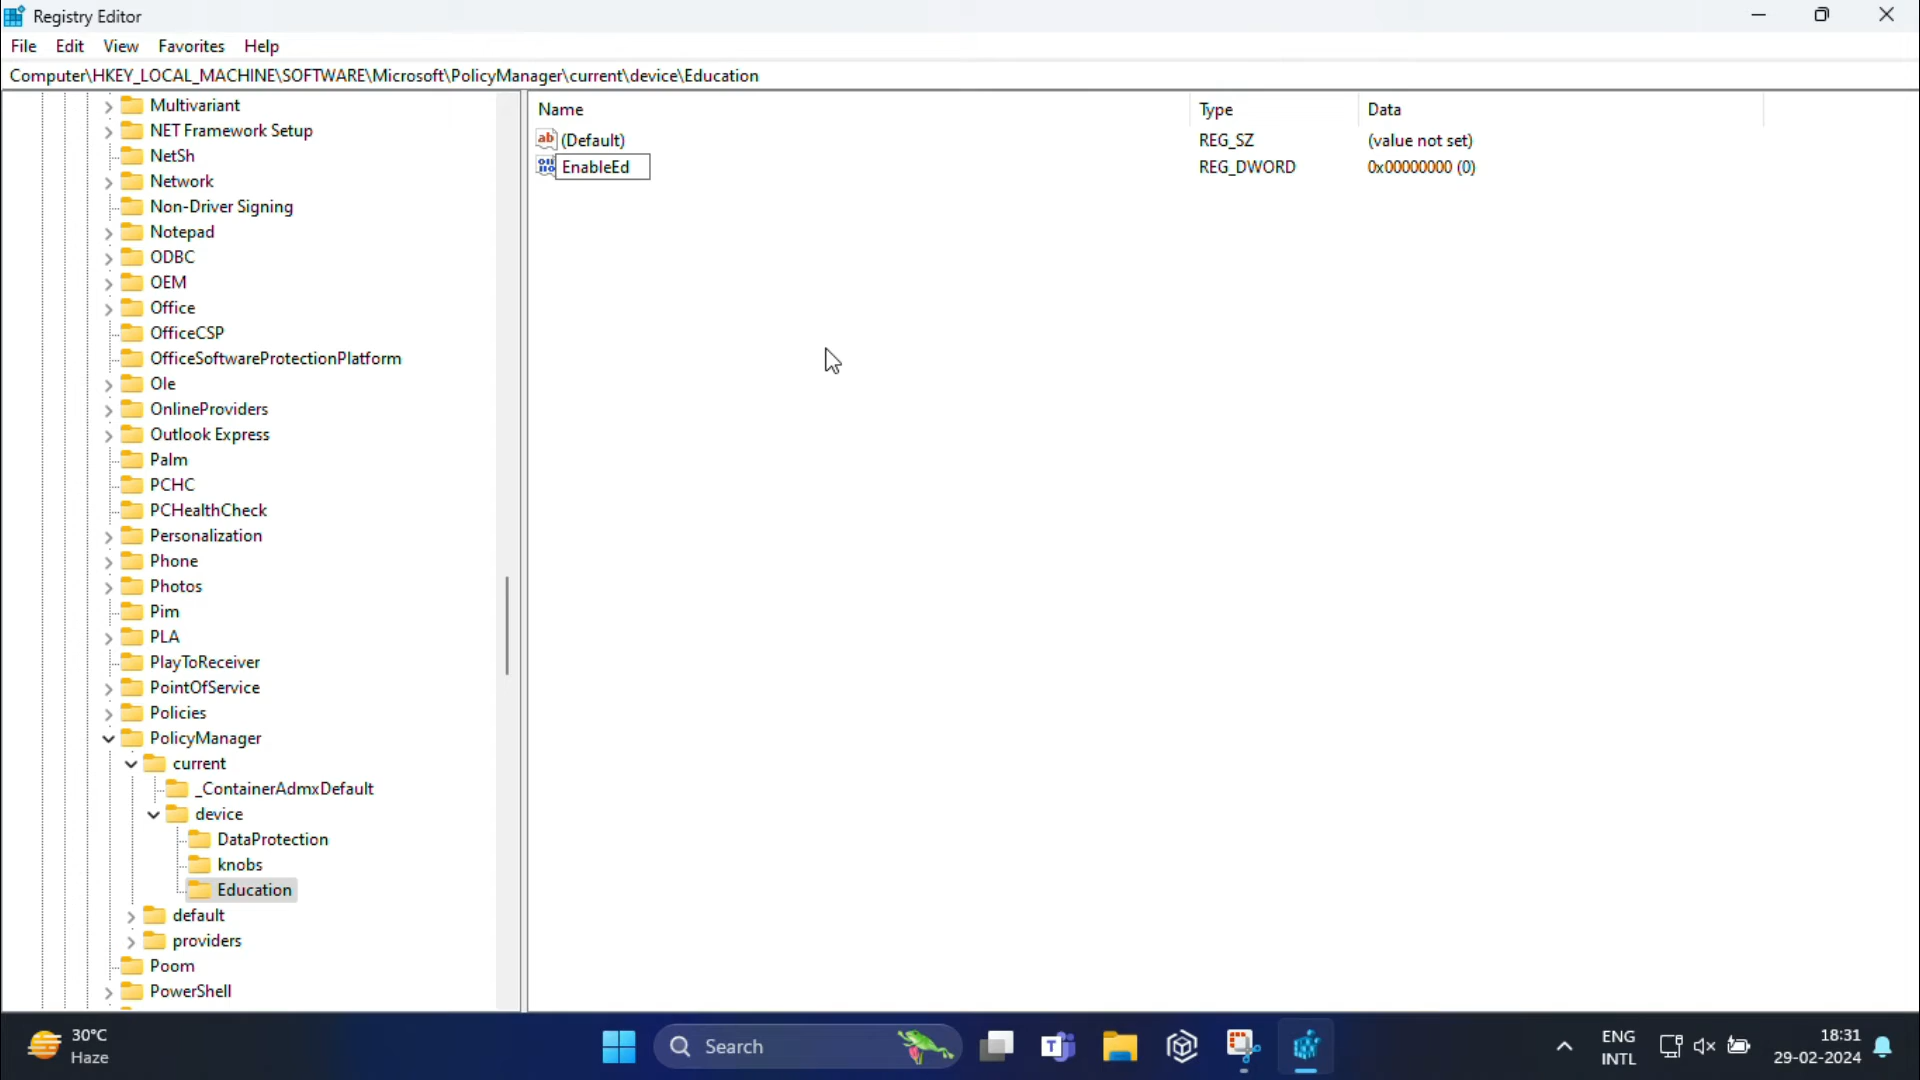 Registry Editor
File Edit View Favorites Help
Computer\HKEY_LOCAL_MACHINE\SOFTWARE\Microsoft\PolicyManager\current\device\Education
Multivariant
NET Framework Setup
NetSh
Network
Non-Driver Signing
Notepad
ODBC
OEM
Office
OfficeCSP
OfficeSoftwareProtectionPlatform
Ole
OnlineProviders
Outlook Express
Palm
PCHC
PCHealthCheck
Personalization
Phone
Photos
Pim
PLA
PlayToReceiver
PointOfService
Policies
PolicyManager
current
_ContainerAdmxDefault
device
DataProtection
knobs
Education
default
providers
Poom
PowerShell
Name Type Data
(Default) REG_SZ (value not set)
EnableEd REG_DWORD 0x00000000 (0)
30°C
Haze
Search
ENG
INTL
18:31
29-02-2024